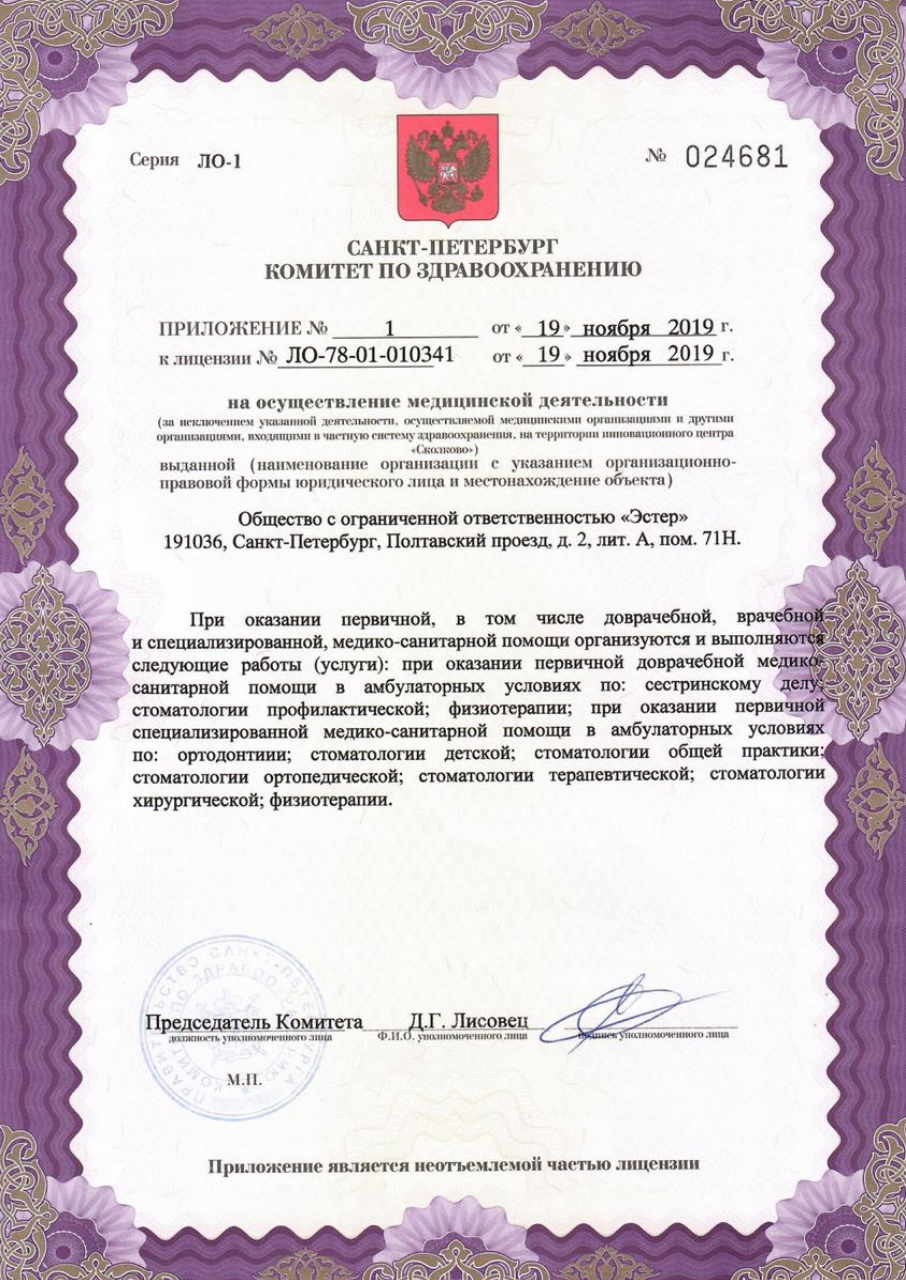 Серия ЛО-1
№ 024681
САНКТ-ПЕТЕРБУРГ
КОМИТЕТ ПО ЗДРАВООХРАНЕНИЮ
ПРИЛОЖЕНИЕ № 1 от « 19 » ноября 2019 г.
к лицензии № ЛО-78-01-010341 от « 19 » ноября 2019 г.
на осуществление медицинской деятельности
(за исключением указанной деятельности, осуществляемой медицинскими организациями и другими
организациями, входящими в частную систему здравоохранения, на территории инновационного центра
«Сколково»)
выданной (наименование организации с указанием организационно-
правовой формы юридического лица и местонахождение объекта)
Общество с ограниченной ответственностью «Эстер»
191036, Санкт-Петербург, Полтавский проезд, д. 2, лит. А, пом. 71Н.
При оказании первичной, в том числе доврачебной, врачебной
и специализированной, медико-санитарной помощи организуются и выполняются
следующие работы (услуги): при оказании первичной доврачебной медико-
санитарной помощи в амбулаторных условиях по: сестринскому делу;
стоматологии профилактической; физиотерапии; при оказании первичной
специализированной медико-санитарной помощи в амбулаторных условиях
по: ортодонтиии; стоматологии детской; стоматологии общей практики;
стоматологии ортопедической; стоматологии терапевтической; стоматологии
хирургической; физиотерапии.
Председатель Комитета Д.Г. Лисовец
должность уполномоченного лица Ф.И.О. уполномоченного лица подпись уполномоченного лица
М.П.
Приложение является неотъемлемой частью лицензии